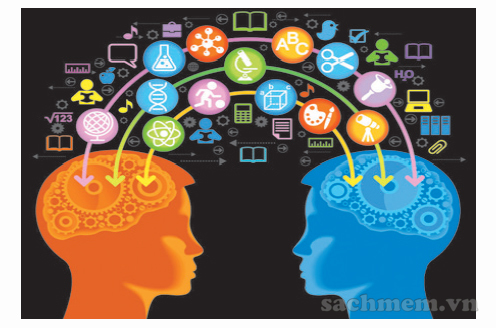 ABC
H₂O
√123
a
b
c
sachmem.vn